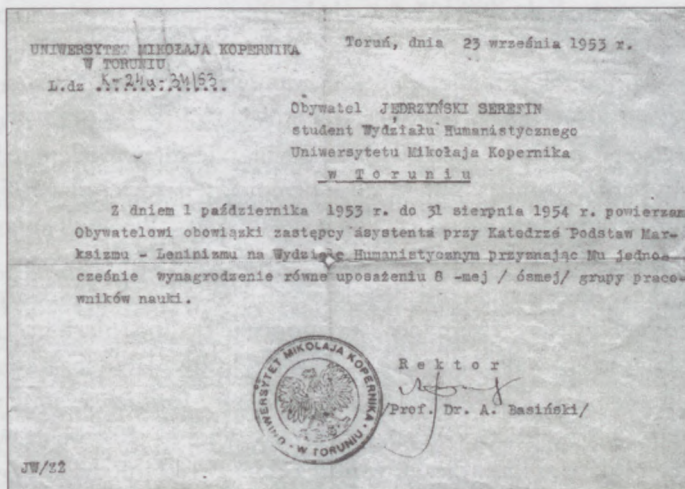 UNIWERSYTET MIKOŁAJA KOPERNIKA
W TORUNIU
L.dz K-24a-34/53
Toruń, dnia 23 września 1953 r.
Obywatel JĘDRZYŃSKI SEREFIN
student Wydziału Humanistycznego
Uniwersytetu Mikołaja Kopernika
w Toruniu
Z dniem 1 października 1953 r. do 31 sierpnia 1954 r. powierzam
Obywatelowi obowiązki zastępcy asystenta przy Katedrze Podstaw Mar-
ksizmu - Leninizmu na Wydziale Humanistycznym przyznając Mu jedno-
cześnie wynagrodzenie równe uposażeniu 8 -mej / ósmej/ grupy praco-
wników nauki.
Rektor
/Prof. Dr. A. Basiński/
UNIWERSYTET MIKOŁAJA KOPERNIKA
W TORUNIU
JW/ZŻ